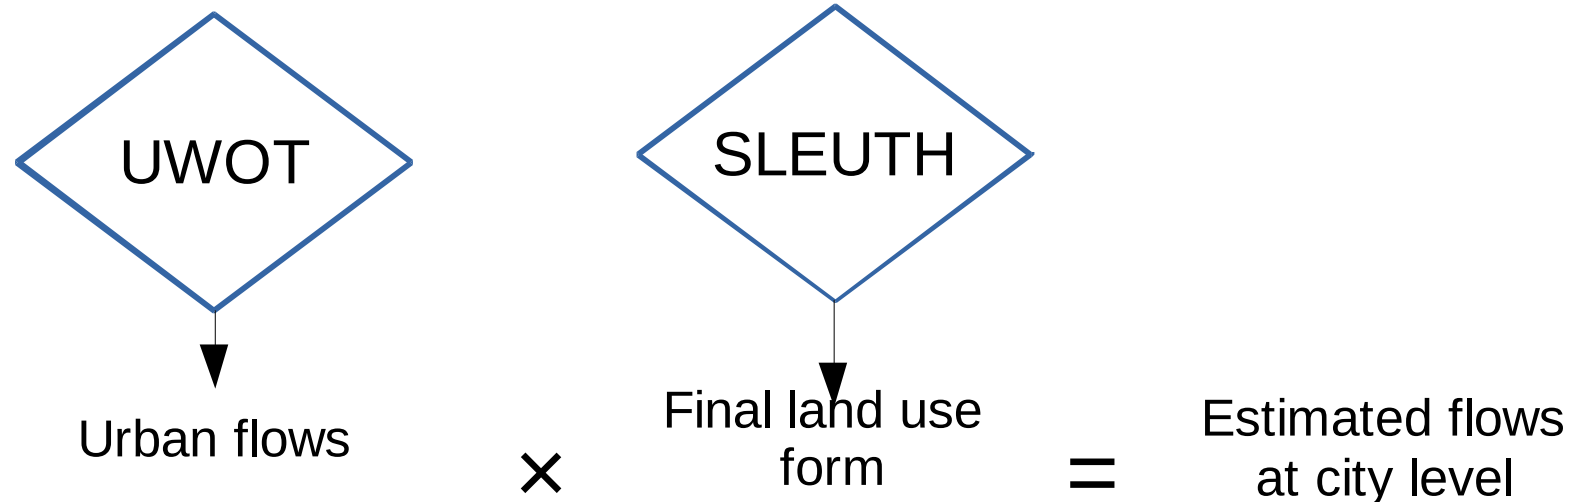 UWOT
SLEUTH
Urban flows
×
Final land use
form
=
Estimated flows
at city level